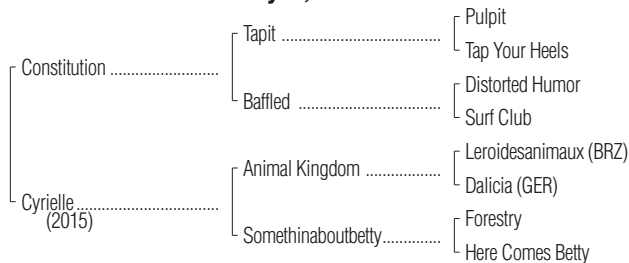 Pulpit
Tapit ................................
Tap Your Heels
Constitution ........................
Distorted Humor
Baffled ................................
Surf Club
Leroidesanimaux (BRZ)
Animal Kingdom .................
Dalicia (GER)
Cyrielle................................
(2015)
Forestry
Somethinaboutbetty.............
Here Comes Betty